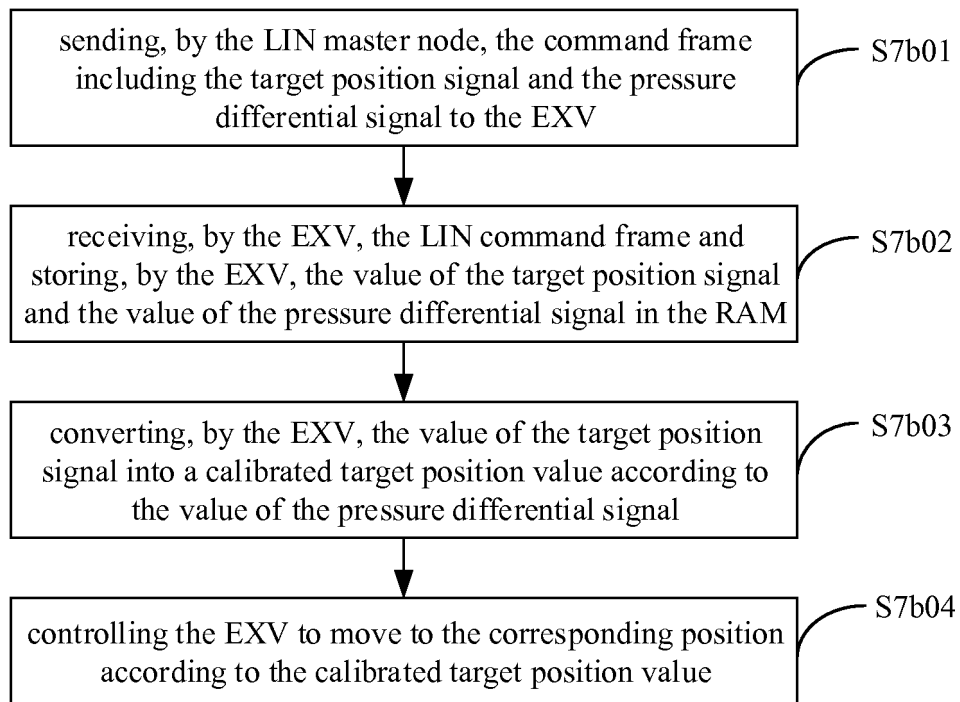 sending, by the LIN master node, the command frame
including the target position signal and the pressure
differential signal to the EXV
S7b01
receiving, by the EXV, the LIN command frame and
storing, by the EXV, the value of the target position signal
and the value of the pressure differential signal in the RAM
S7b02
converting, by the EXV, the value of the target position
signal into a calibrated target position value according to
the value of the pressure differential signal
S7b03
controlling the EXV to move to the corresponding position
according to the calibrated target position value
S7b04